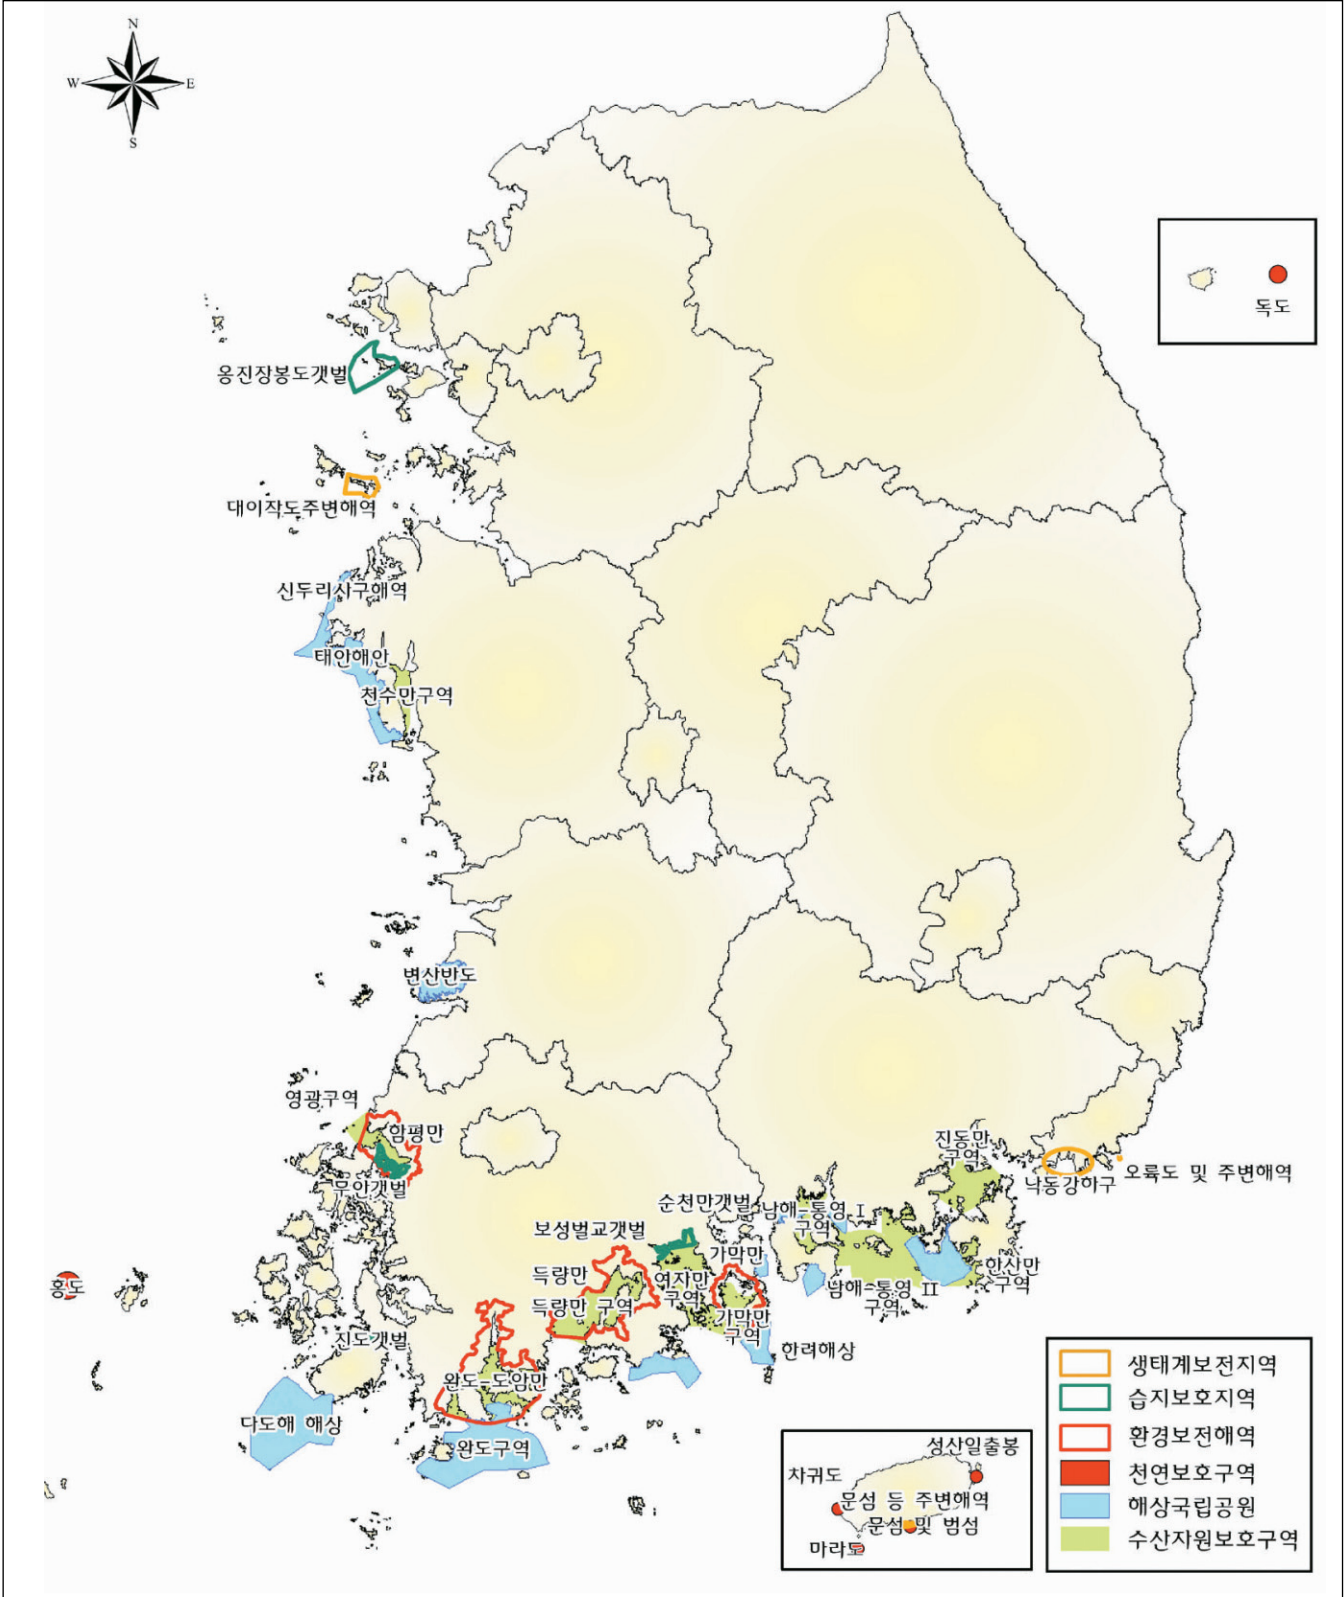 N
W
E
S
독도
옹진장봉도갯벌
대이작도주변해역
신두리사구해역
태안해안
천수만구역
변산반도
영광구역
함평만
무안갯벌
진동만
구역
낙동강하구
오륙도 및 주변해역
순천만갯벌
남해-통영 I
구역
보성벌교갯벌
가막만
득량만
여자만
구역
한산만
구역
홍도
득량만 구역
남해-통영 II
구역
가막만
구역
진도갯벌
한려해상
완도-도암만
다도해 해상
완도구역
성산일출봉
차귀도
문섬 등 주변해역
문섬 및 범섬
마라도
생태계보전지역
습지보호지역
환경보전해역
천연보호구역
해상국립공원
수산자원보호구역